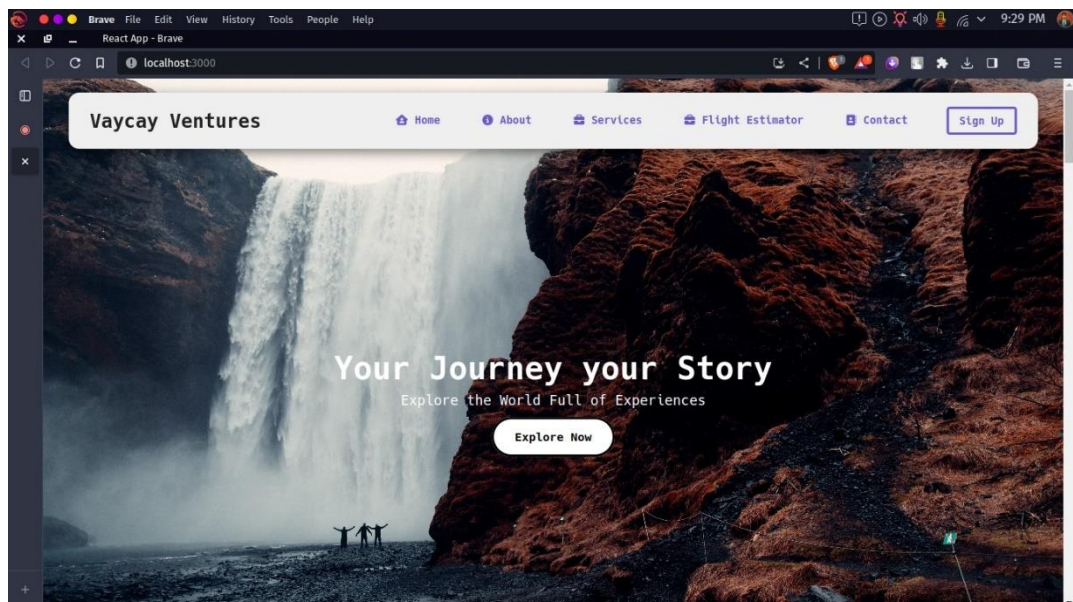 Brave File Edit View History Tools People Help 9:29 PM
React App - Brave
localhost:3000
Vaycay Ventures Home About Services Flight Estimator Contact Sign Up
Your Journey your Story
Explore the World Full of Experiences
Explore Now